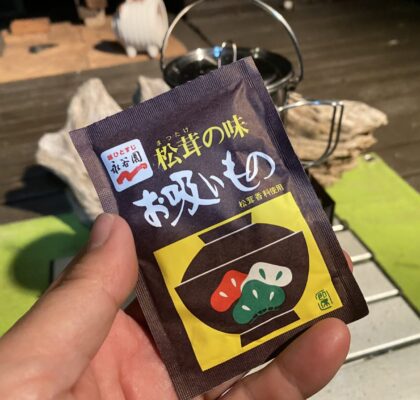 味ひとすじ
永谷園
まつたけ
松茸の味
お吸いもの
松茸香料使用